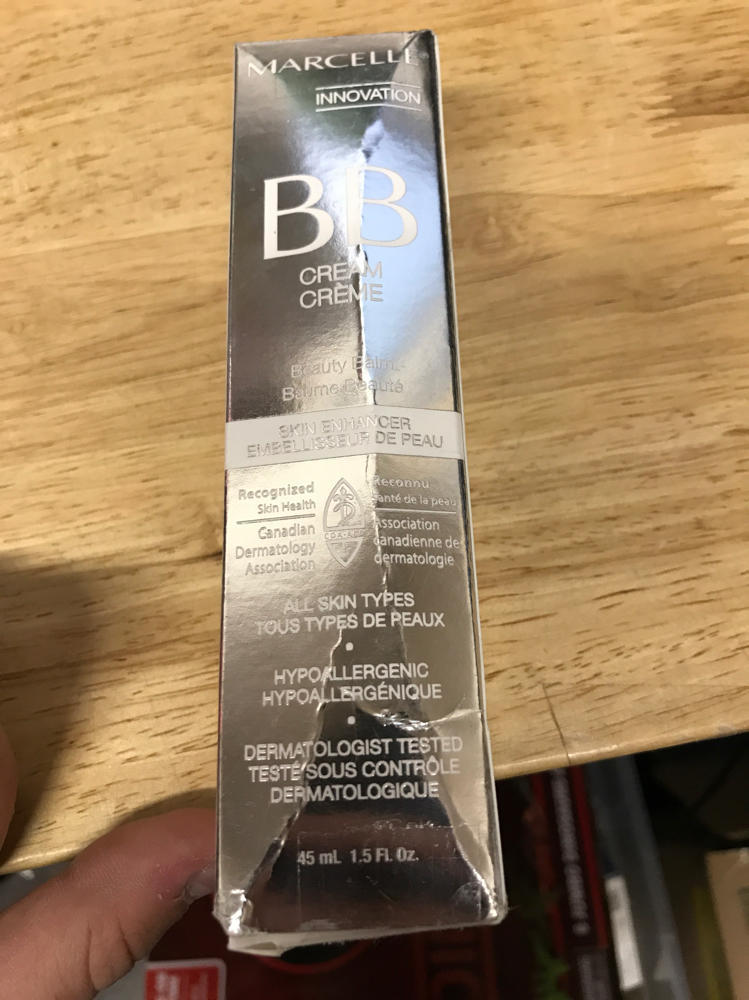 MARCELLE
INNOVATION
BB
CREAM
CRÈME
Beauty Balm
Baume Beauté
SKIN ENHANCER
EMBELLISSEUR DE PEAU
Recognized
Skin Health
Canadian
Dermatology
Association
CDA·ACD
Reconnu
Santé de la peau
Association
canadienne de
dermatologie
ALL SKIN TYPES
TOUS TYPES DE PEAUX
•
HYPOALLERGENIC
HYPOALLERGÉNIQUE
•
DERMATOLOGIST TESTED
TESTÉ SOUS CONTRÔLE
DERMATOLOGIQUE
45 mL 1.5 FL. Oz.